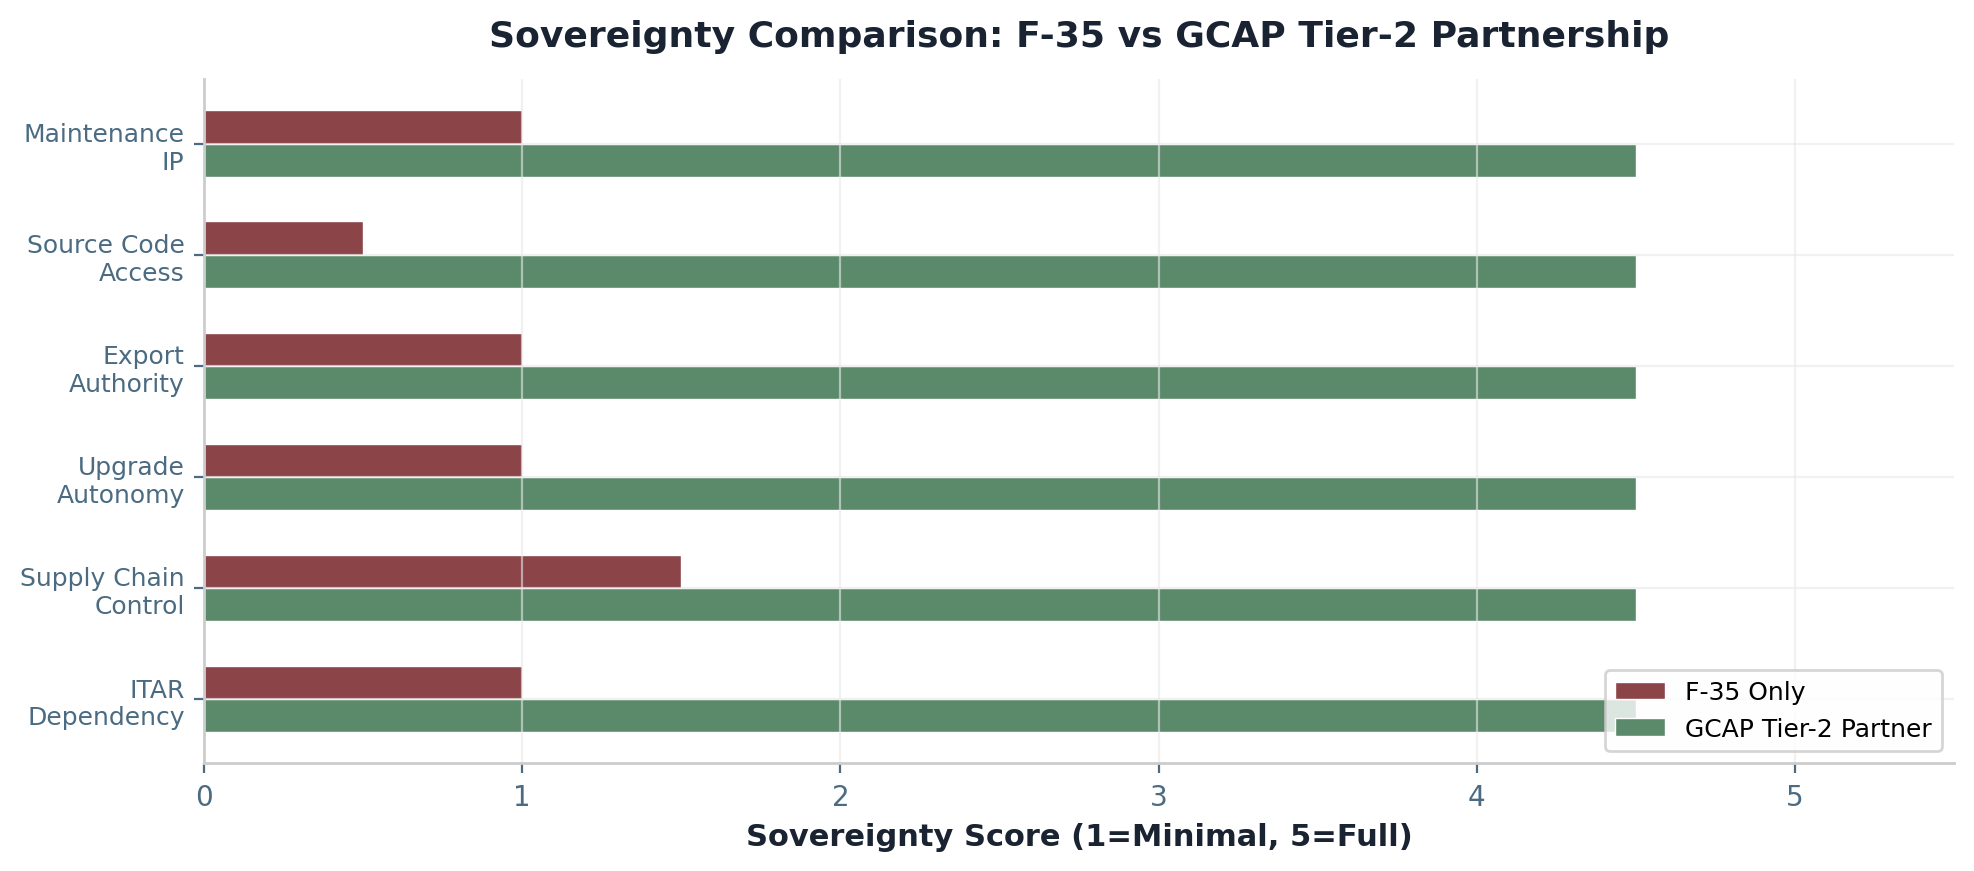 Sovereignty Comparison: F-35 vs GCAP Tier-2 Partnership
Maintenance
IP
Source Code
Access
Export
Authority
Upgrade
Autonomy
Supply Chain
Control
ITAR
Dependency
F-35 Only
GCAP Tier-2 Partner
0 1 2 3 4 5
Sovereignty Score (1=Minimal, 5=Full)